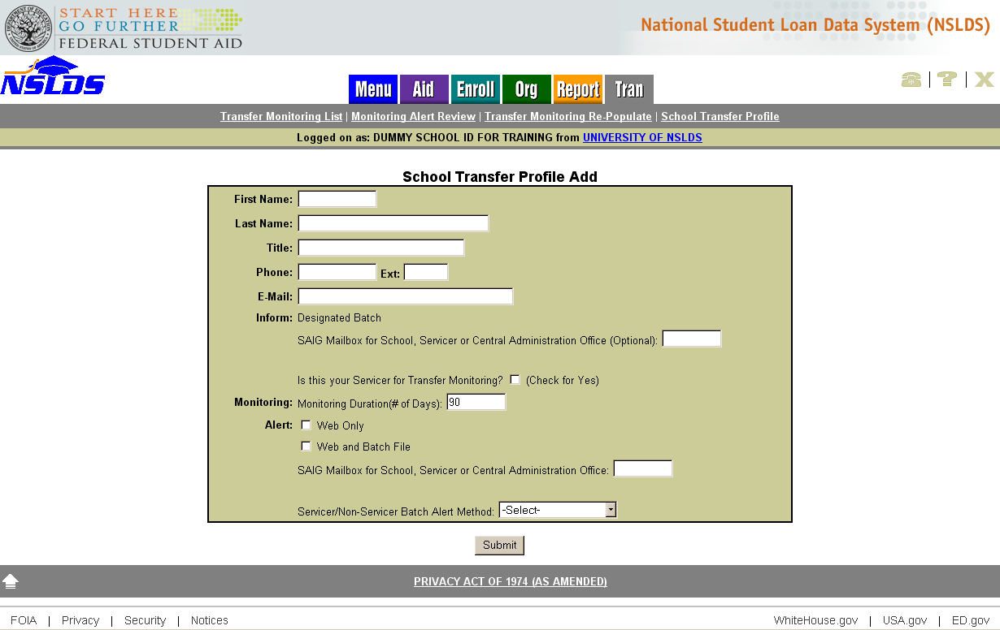 START HERE
GO FURTHER
FEDERAL STUDENT AID
National Student Loan Data System (NSLDS)
NSLDS
Menu Aid Enroll Org Report Tran
Transfer Monitoring List | Monitoring Alert Review | Transfer Monitoring Re-Populate | School Transfer Profile
Logged on as: DUMMY SCHOOL ID FOR TRAINING from UNIVERSITY OF NSLDS
School Transfer Profile Add
First Name:
Last Name:
Title:
Phone: Ext:
E-Mail:
Inform: Designated Batch
SAIG Mailbox for School, Servicer or Central Administration Office (Optional):
Is this your Servicer for Transfer Monitoring? (Check for Yes)
Monitoring: Monitoring Duration(# of Days): 90
Alert: Web Only
Web and Batch File
SAIG Mailbox for School, Servicer or Central Administration Office:
Servicer/Non-Servicer Batch Alert Method: -Select-
Submit
PRIVACY ACT OF 1974 (AS AMENDED)
FOIA | Privacy | Security | Notices WhiteHouse.gov | USA.gov | ED.gov